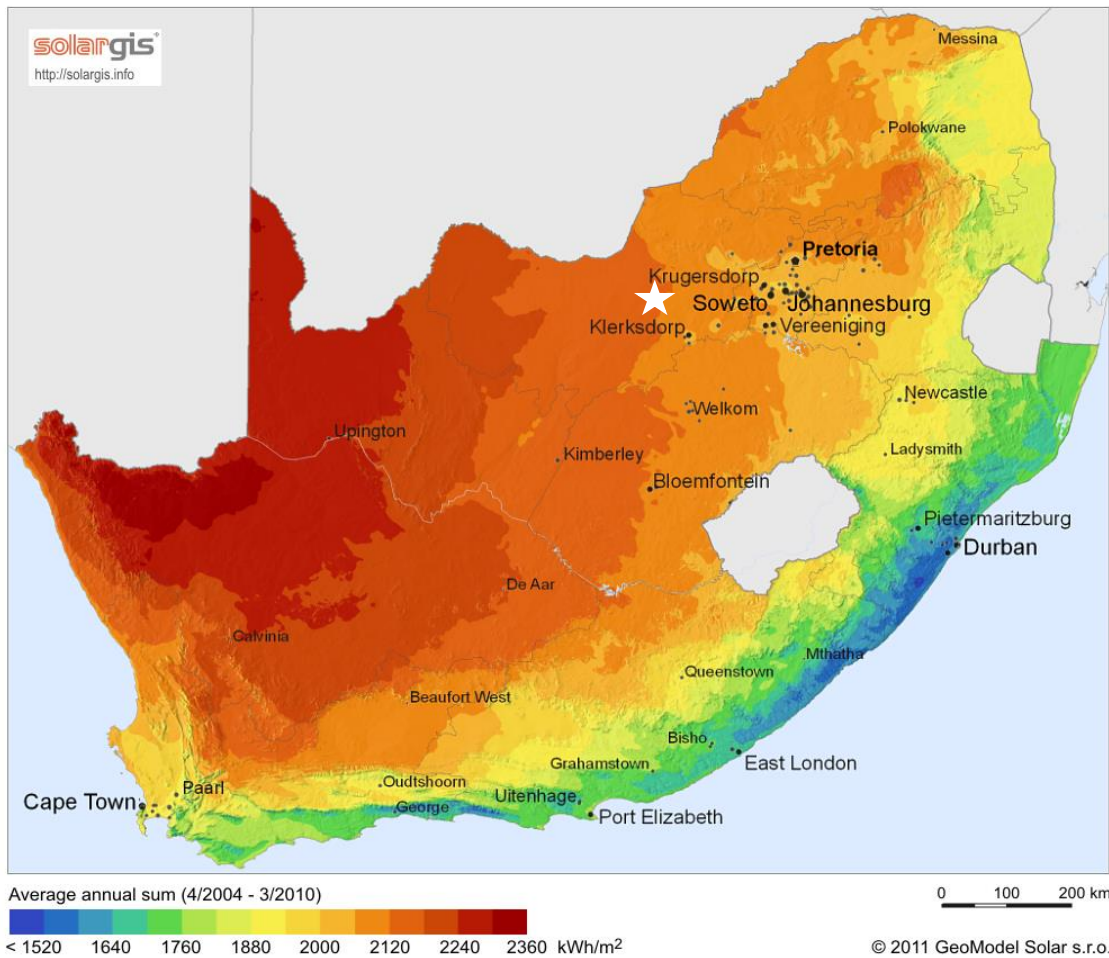 solargis
http://solargis.info
Messina
Polokwane
Pretoria
Krugersdorp
Soweto
Johannesburg
Klerksdorp
Vereeniging
Newcastle
Welkom
Upington
Ladysmith
Kimberley
Bloemfontein
Pietermaritzburg
Durban
De Aar
Calvinia
Mthatha
Queenstown
Beaufort West
Bisho
East London
Grahamstown
Oudtshoorn
Paarl
Uitenhage
Cape Town
George
Port Elizabeth
Average annual sum (4/2004 - 3/2010)
0 100 200 km
< 1520 1640 1760 1880 2000 2120 2240 2360 kWh/m2
© 2011 GeoModel Solar s.r.o.